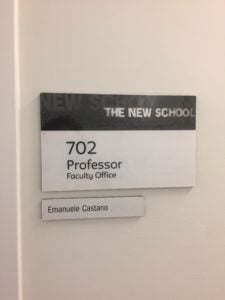 NEW SCHOOL
THE NEW SCHOOL
702
Professor
Faculty Office
Emanuele Castano